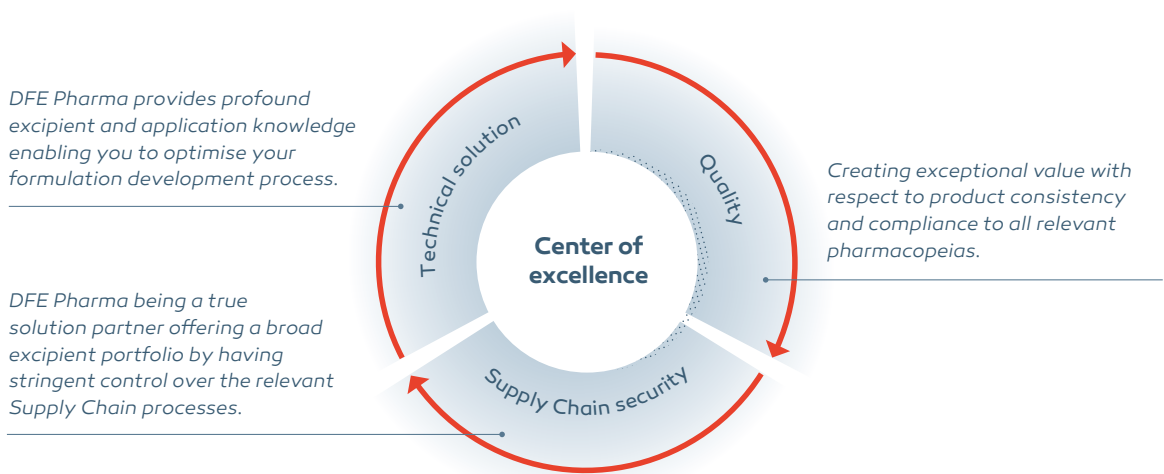 DFE Pharma provides profound
excipient and application knowledge
enabling you to optimise your
formulation development process.
DFE Pharma being a true
solution partner offering a broad
excipient portfolio by having
stringent control over the relevant
Supply Chain processes.
Technical solution
Quality
Supply Chain security
Center of
excellence
Creating exceptional value with
respect to product consistency
and compliance to all relevant
pharmacopeias.